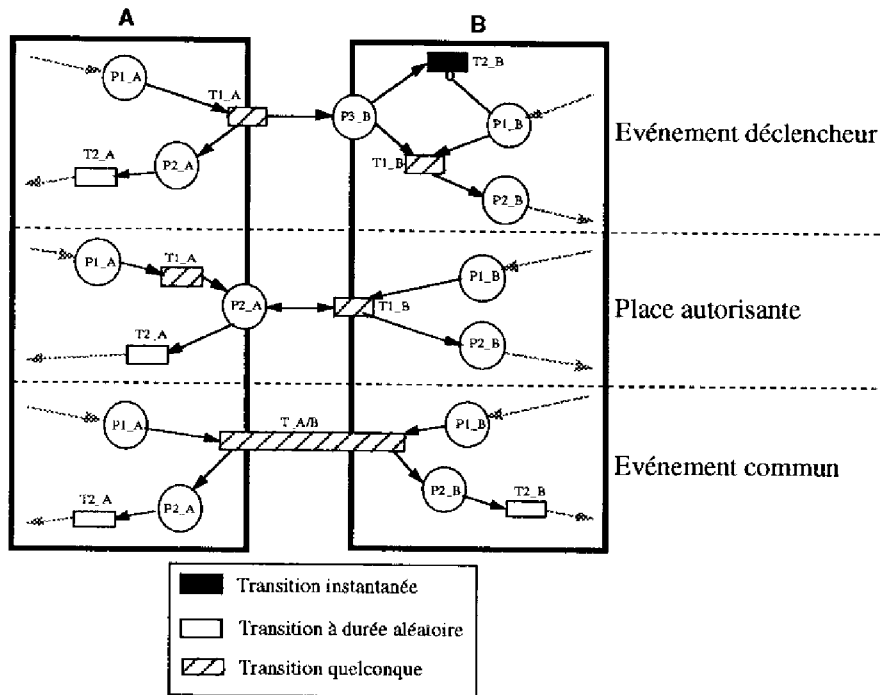 A
B
P1_A
T1_A
P2_A
T2_A
P3_B
T2_B
P1_B
T1_B
P2_B
Evénement déclencheur
P1_A
T1_A
P2_A
T2_A
P1_B
T1_B
P2_B
Place autorisante
P1_A
T_A/B
P1_B
P2_A
T2_A
P2_B
T2_B
Evénement commun
Transition instantanée
Transition à durée aléatoire
Transition quelconque